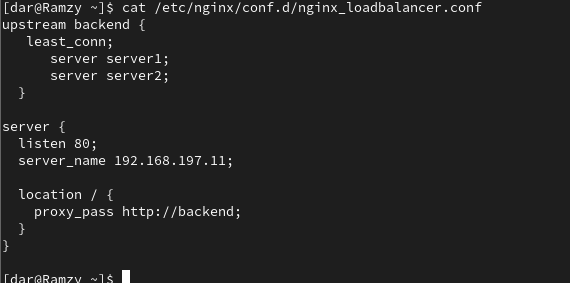 [dar@Ramzy ~]$ cat /etc/nginx/conf.d/nginx_loadbalancer.conf
upstream backend {
   least_conn;
      server server1;
      server server2;
  }

server {
  listen 80;
  server_name 192.168.197.11;

  location / {
    proxy_pass http://backend;
  }
}

[dar@Ramzy ~]$